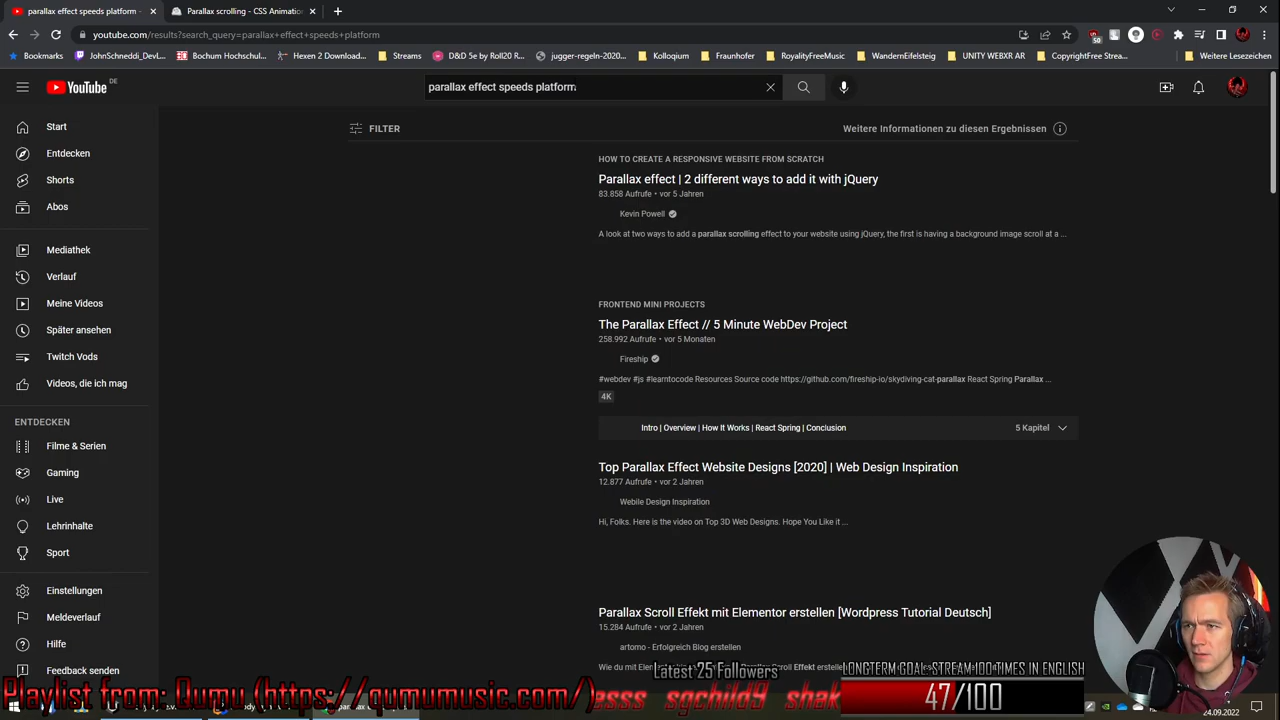 parallax effect speeds platform -
Parallax scrolling - CSS Animatio
youtube.com/results?search_query=parallax+effect+speeds+platform
Bookmarks
JohnSchneddi_Dev...
Bochum Hochschul...
Hexen 2 Download...
Streams
D&D 5e by Roll20 ...
jugger-regeln-2020...
Kollogium
Fraunhofer
RoyalityFreeMusic
WandernEifelsteig
UNITY WEBXR AR
CopyrightFree Strea...
Weitere Lesezeichen
YouTube DE
parallax effect speeds platform
Start
Entdecken
Shorts
Abos
Mediathek
Verlauf
Meine Videos
Später ansehen
Twitch Vods
Videos, die ich mag
ENTDECKEN
Filme & Serien
Gaming
Live
Lehrinhalte
Sport
Einstellungen
Meldeverlauf
Hilfe
Feedback senden
FILTER
Weitere Informationen zu diesen Ergebnissen
HOW TO CREATE A RESPONSIVE WEBSITE FROM SCRATCH
Parallax effect | 2 different ways to add it with jQuery
83.858 Aufrufe • vor 5 Jahren
Kevin Powell
A look at two ways to add a parallax scrolling effect to your website using jQuery, the first is having a background image scroll at a ...
FRONTEND MINI PROJECTS
The Parallax Effect // 5 Minute WebDev Project
258.992 Aufrufe • vor 5 Monaten
Fireship
#webdev #js #learntocode Resources Source code https://github.com/fireship-io/skydiving-cat-parallax React Spring Parallax ...
4K
Intro | Overview | How It Works | React Spring | Conclusion
5 Kapitel
Top Parallax Effect Website Designs [2020] | Web Design Inspiration
12.877 Aufrufe • vor 2 Jahren
Webile Design Inspiration
Hi, Folks. Here is the video on Top 3D Web Designs. Hope You Like it ...
Parallax Scroll Effekt mit Elementor erstellen [Wordpress Tutorial Deutsch]
15.284 Aufrufe • vor 2 Jahren
artomo - Erfolgreich Blog erstellen
Latest 25 Followers
LONGTERM GOAL: STREAM 100 TIMES IN ENGLISH
Playlist from: Qumu (https://qumumusic.com/)
esss sgchild9 shak
47/100
24.09.2022